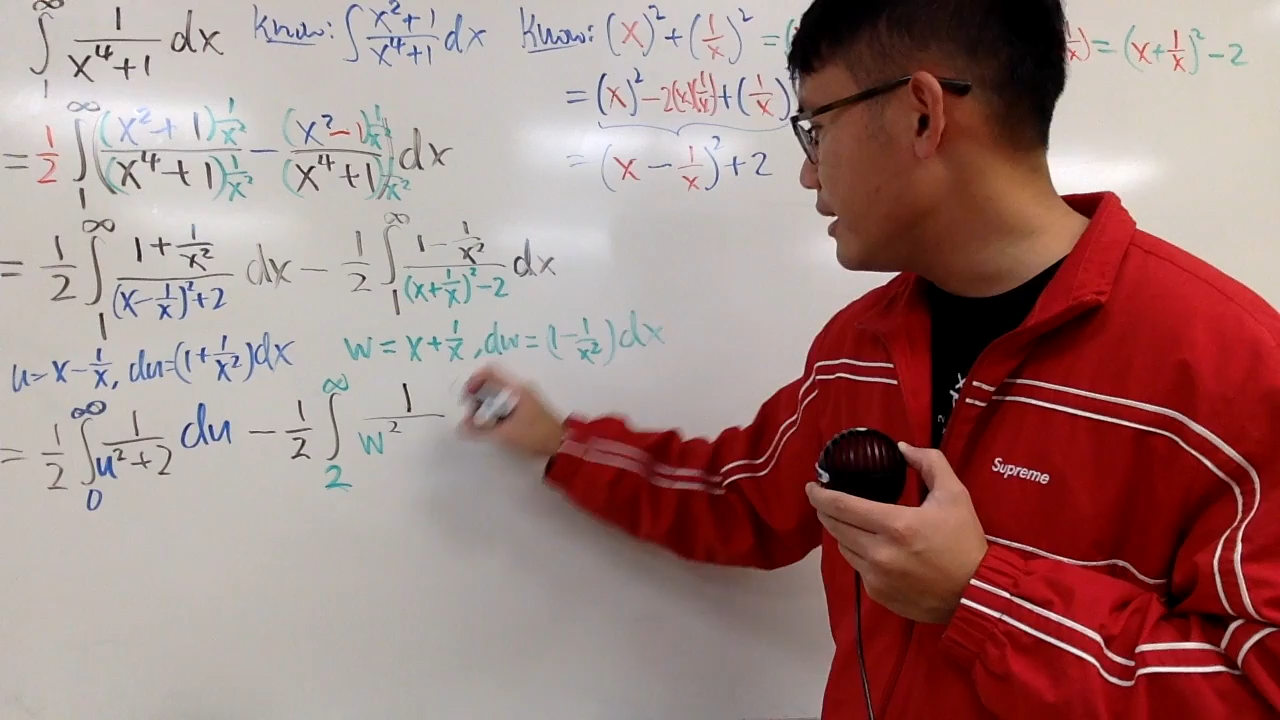 ∫₁^∞ 1/(x⁴+1) dx Know: ∫ (x²+1)/(x⁴+1) dx Know: (x)² + (1/x)² = ( x) = (x+1/x)² - 2
= (x)² - 2(x)(1/x) + (1/x)
= 1/2 ∫₁^∞ ((x²+1)1/x² / (x⁴+1)1/x² - (x²-1)1/x² / (x⁴+1)1/x²) dx = (x - 1/x)² + 2
= 1/2 ∫₁^∞ (1+1/x²)/((x-1/x)²+2) dx - 1/2 ∫₁^∞ (1-1/x²)/((x+1/x)²-2) dx
u=x-1/x, du=(1+1/x²)dx w=x+1/x, dw=(1-1/x²)dx
= 1/2 ∫₀^∞ 1/(u²+2) du - 1/2 ∫₂^∞ 1/w²
Supreme